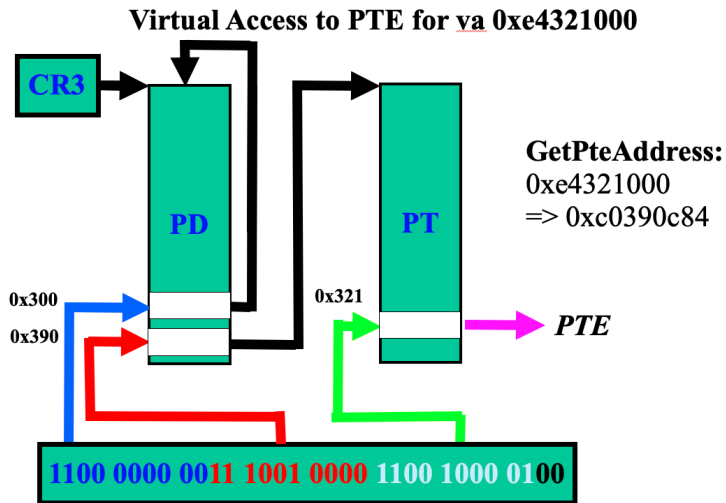 Virtual Access to PTE for va 0xe4321000
CR3
PD
PT
GetPteAddress:
0xe4321000
=> 0xc0390c84
0x300
0x390
0x321
PTE
1100 0000 0011 1001 0000 1100 1000 0100